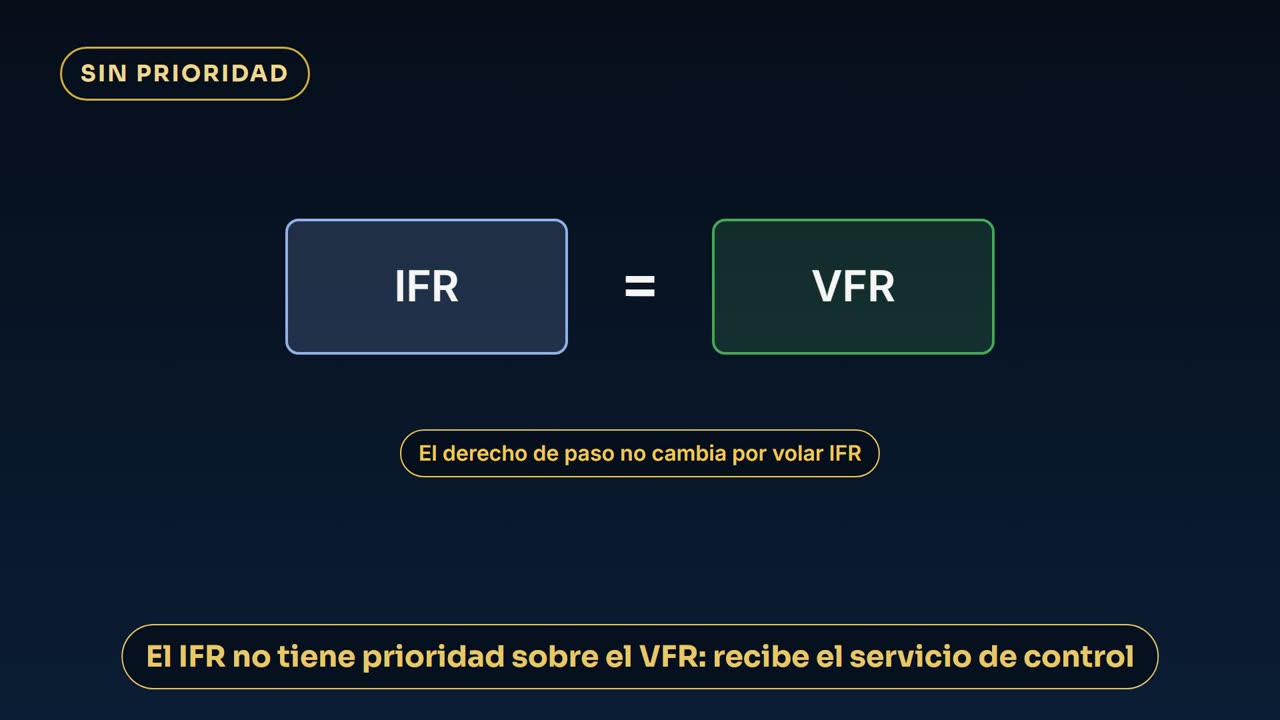 SIN PRIORIDAD
IFR
=
VFR
El derecho de paso no cambia por volar IFR
El IFR no tiene prioridad sobre el VFR: recibe el servicio de control